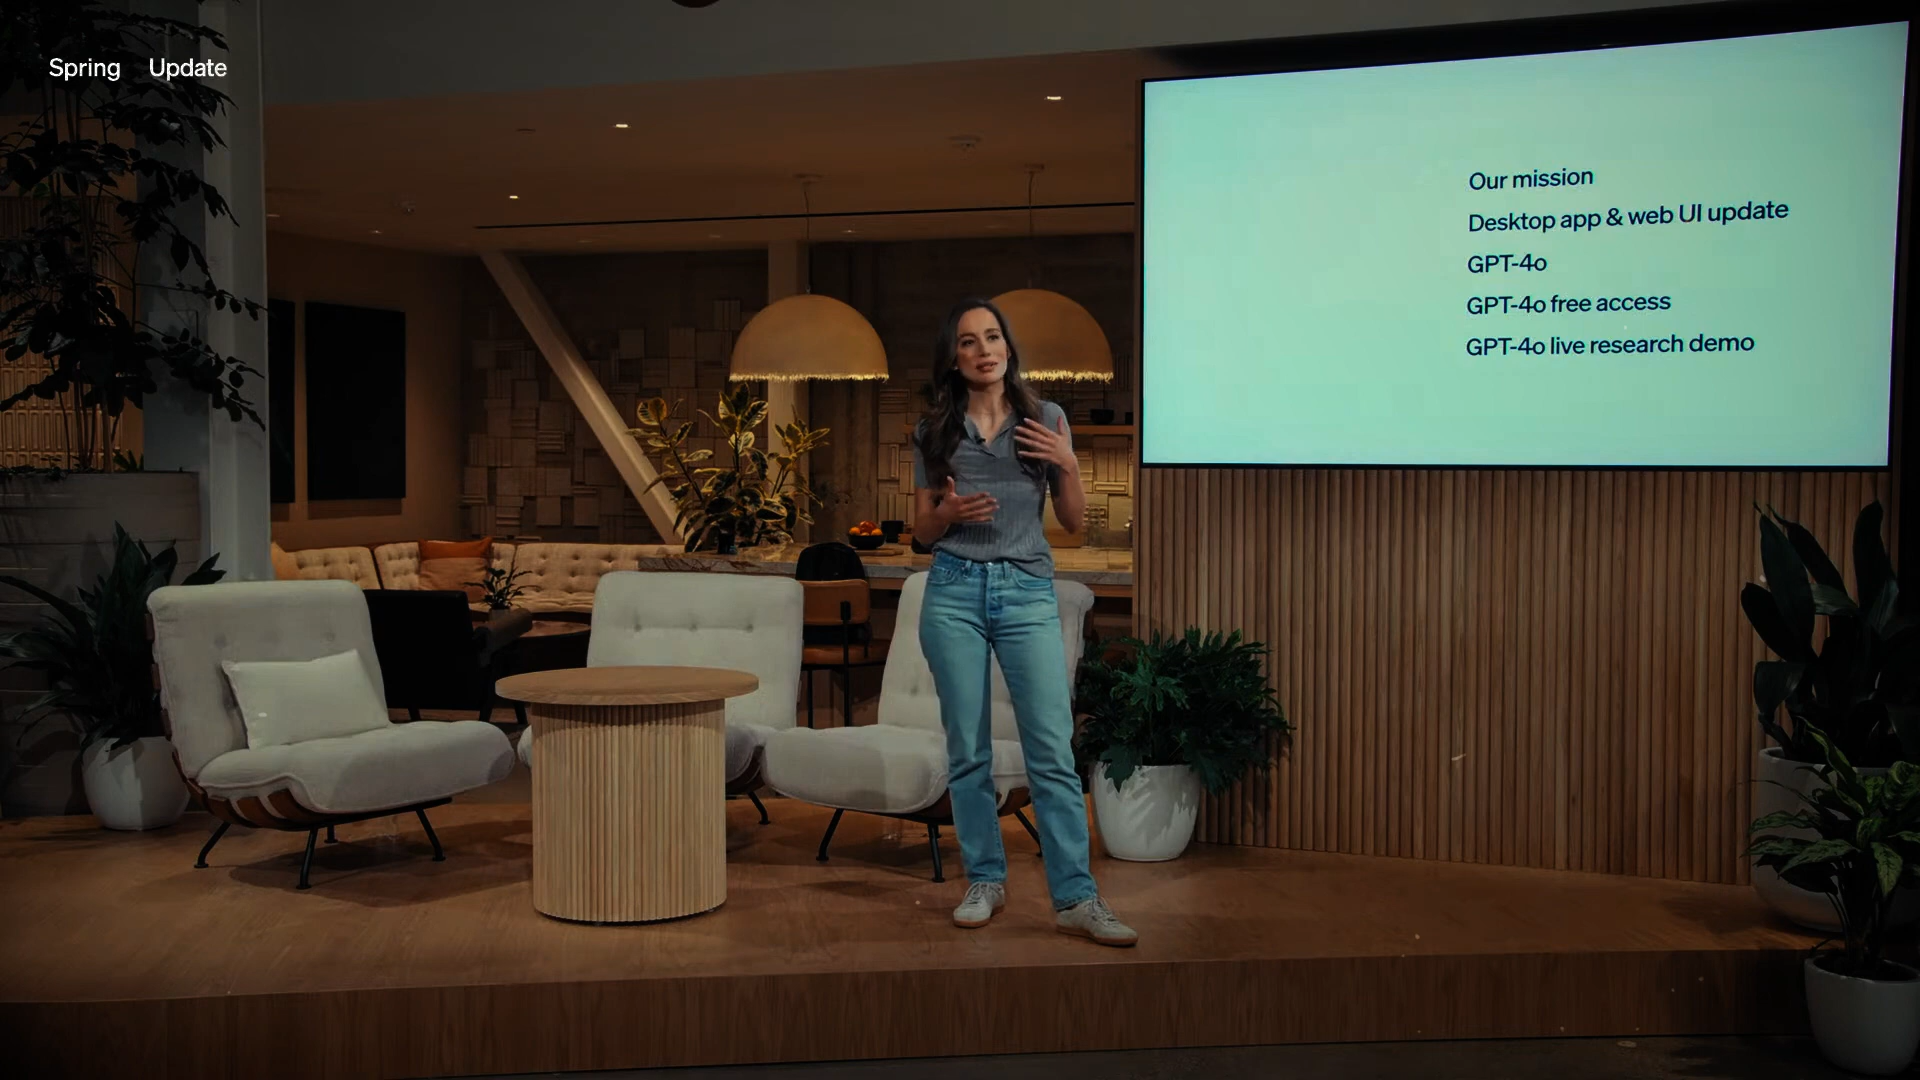 Spring Update
Our mission
Desktop app & web UI update
GPT-4o
GPT-4o free access
GPT-4o live research demo